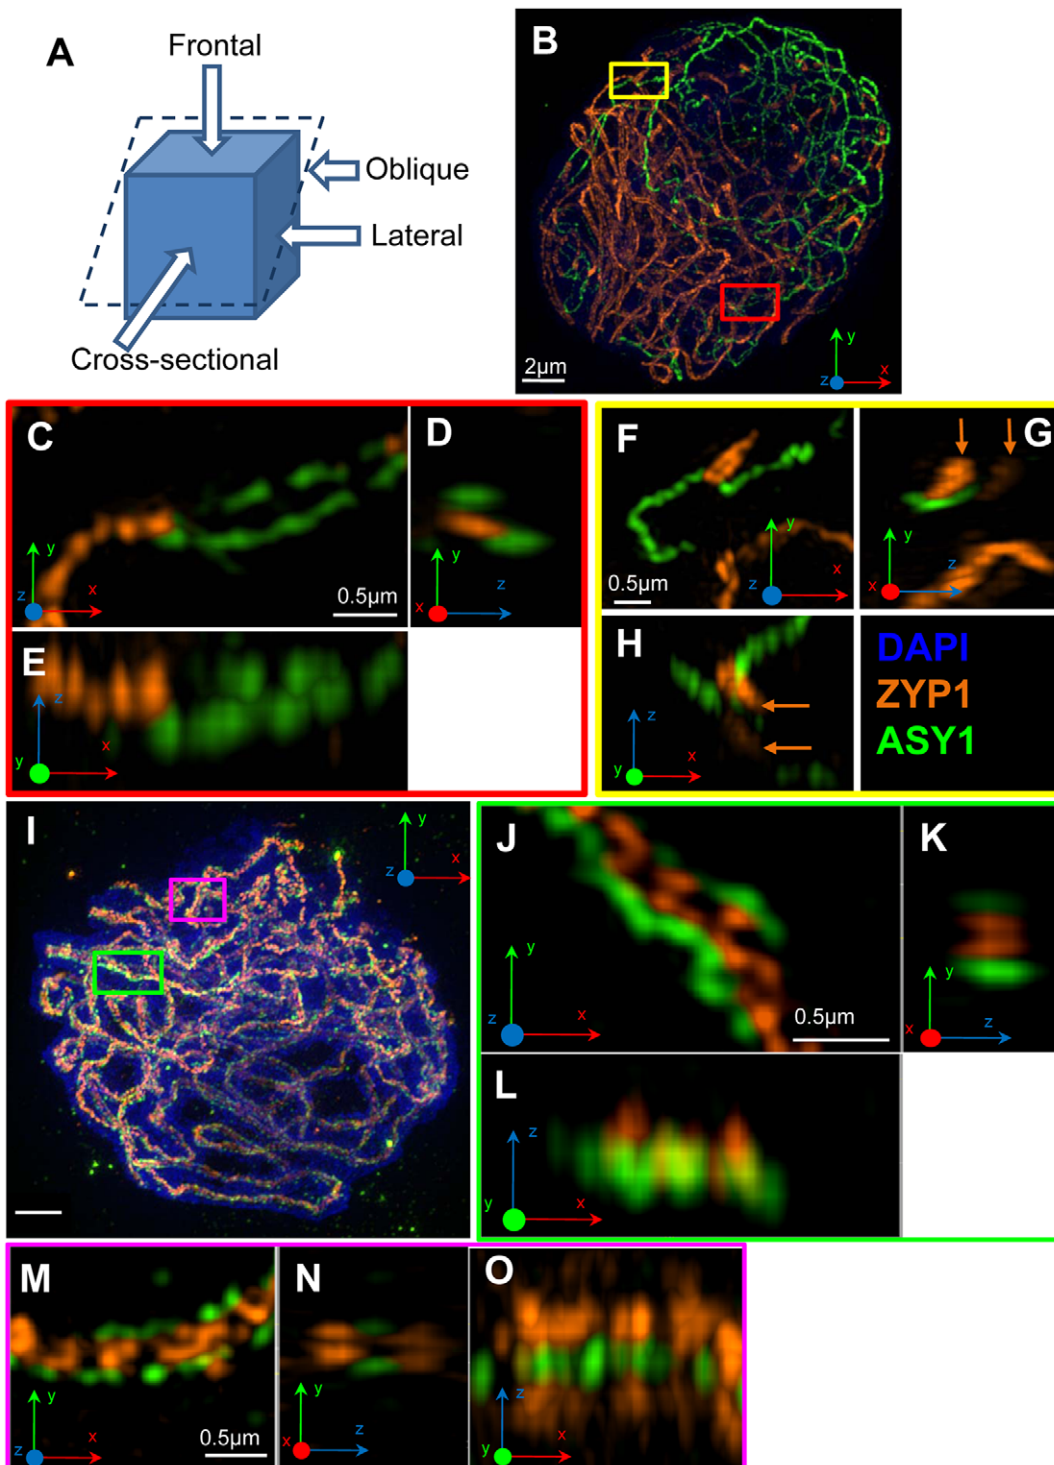 A
Frontal
Oblique
Lateral
Cross-sectional
B
2µm
y
z
x
C
y
z
x
0.5µm
D
y
x
z
E
z
y
x
F
0.5µm
y
z
x
G
y
x
z
H
z
y
x
DAPI
ZYP1
ASY1
I
y
z
x
J
y
z
x
0.5µm
K
y
x
z
L
z
y
x
M
y
z
x
0.5µm
N
y
x
z
O
z
y
x